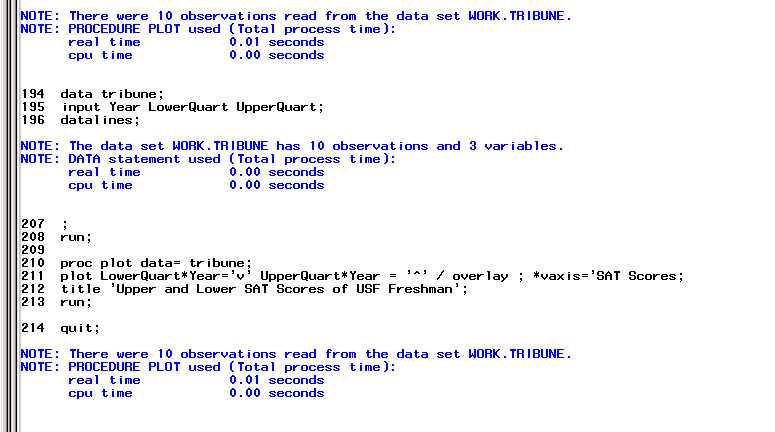 NOTE: There were 10 observations read from the data set WORK.TRIBUNE.
NOTE: PROCEDURE PLOT used (Total process time):
      real time           0.01 seconds
      cpu time            0.00 seconds
194  data tribune;
195  input Year LowerQuart UpperQuart;
196  datalines;
NOTE: The data set WORK.TRIBUNE has 10 observations and 3 variables.
NOTE: DATA statement used (Total process time):
      real time           0.00 seconds
      cpu time            0.00 seconds
207  ;
208  run;
209
210  proc plot data= tribune;
211  plot LowerQuart*Year='v' UpperQuart*Year = '^' / overlay ; *vaxis='SAT Scores;
212  title 'Upper and Lower SAT Scores of USF Freshman';
213  run;
214  quit;
NOTE: There were 10 observations read from the data set WORK.TRIBUNE.
NOTE: PROCEDURE PLOT used (Total process time):
      real time           0.01 seconds
      cpu time            0.00 seconds